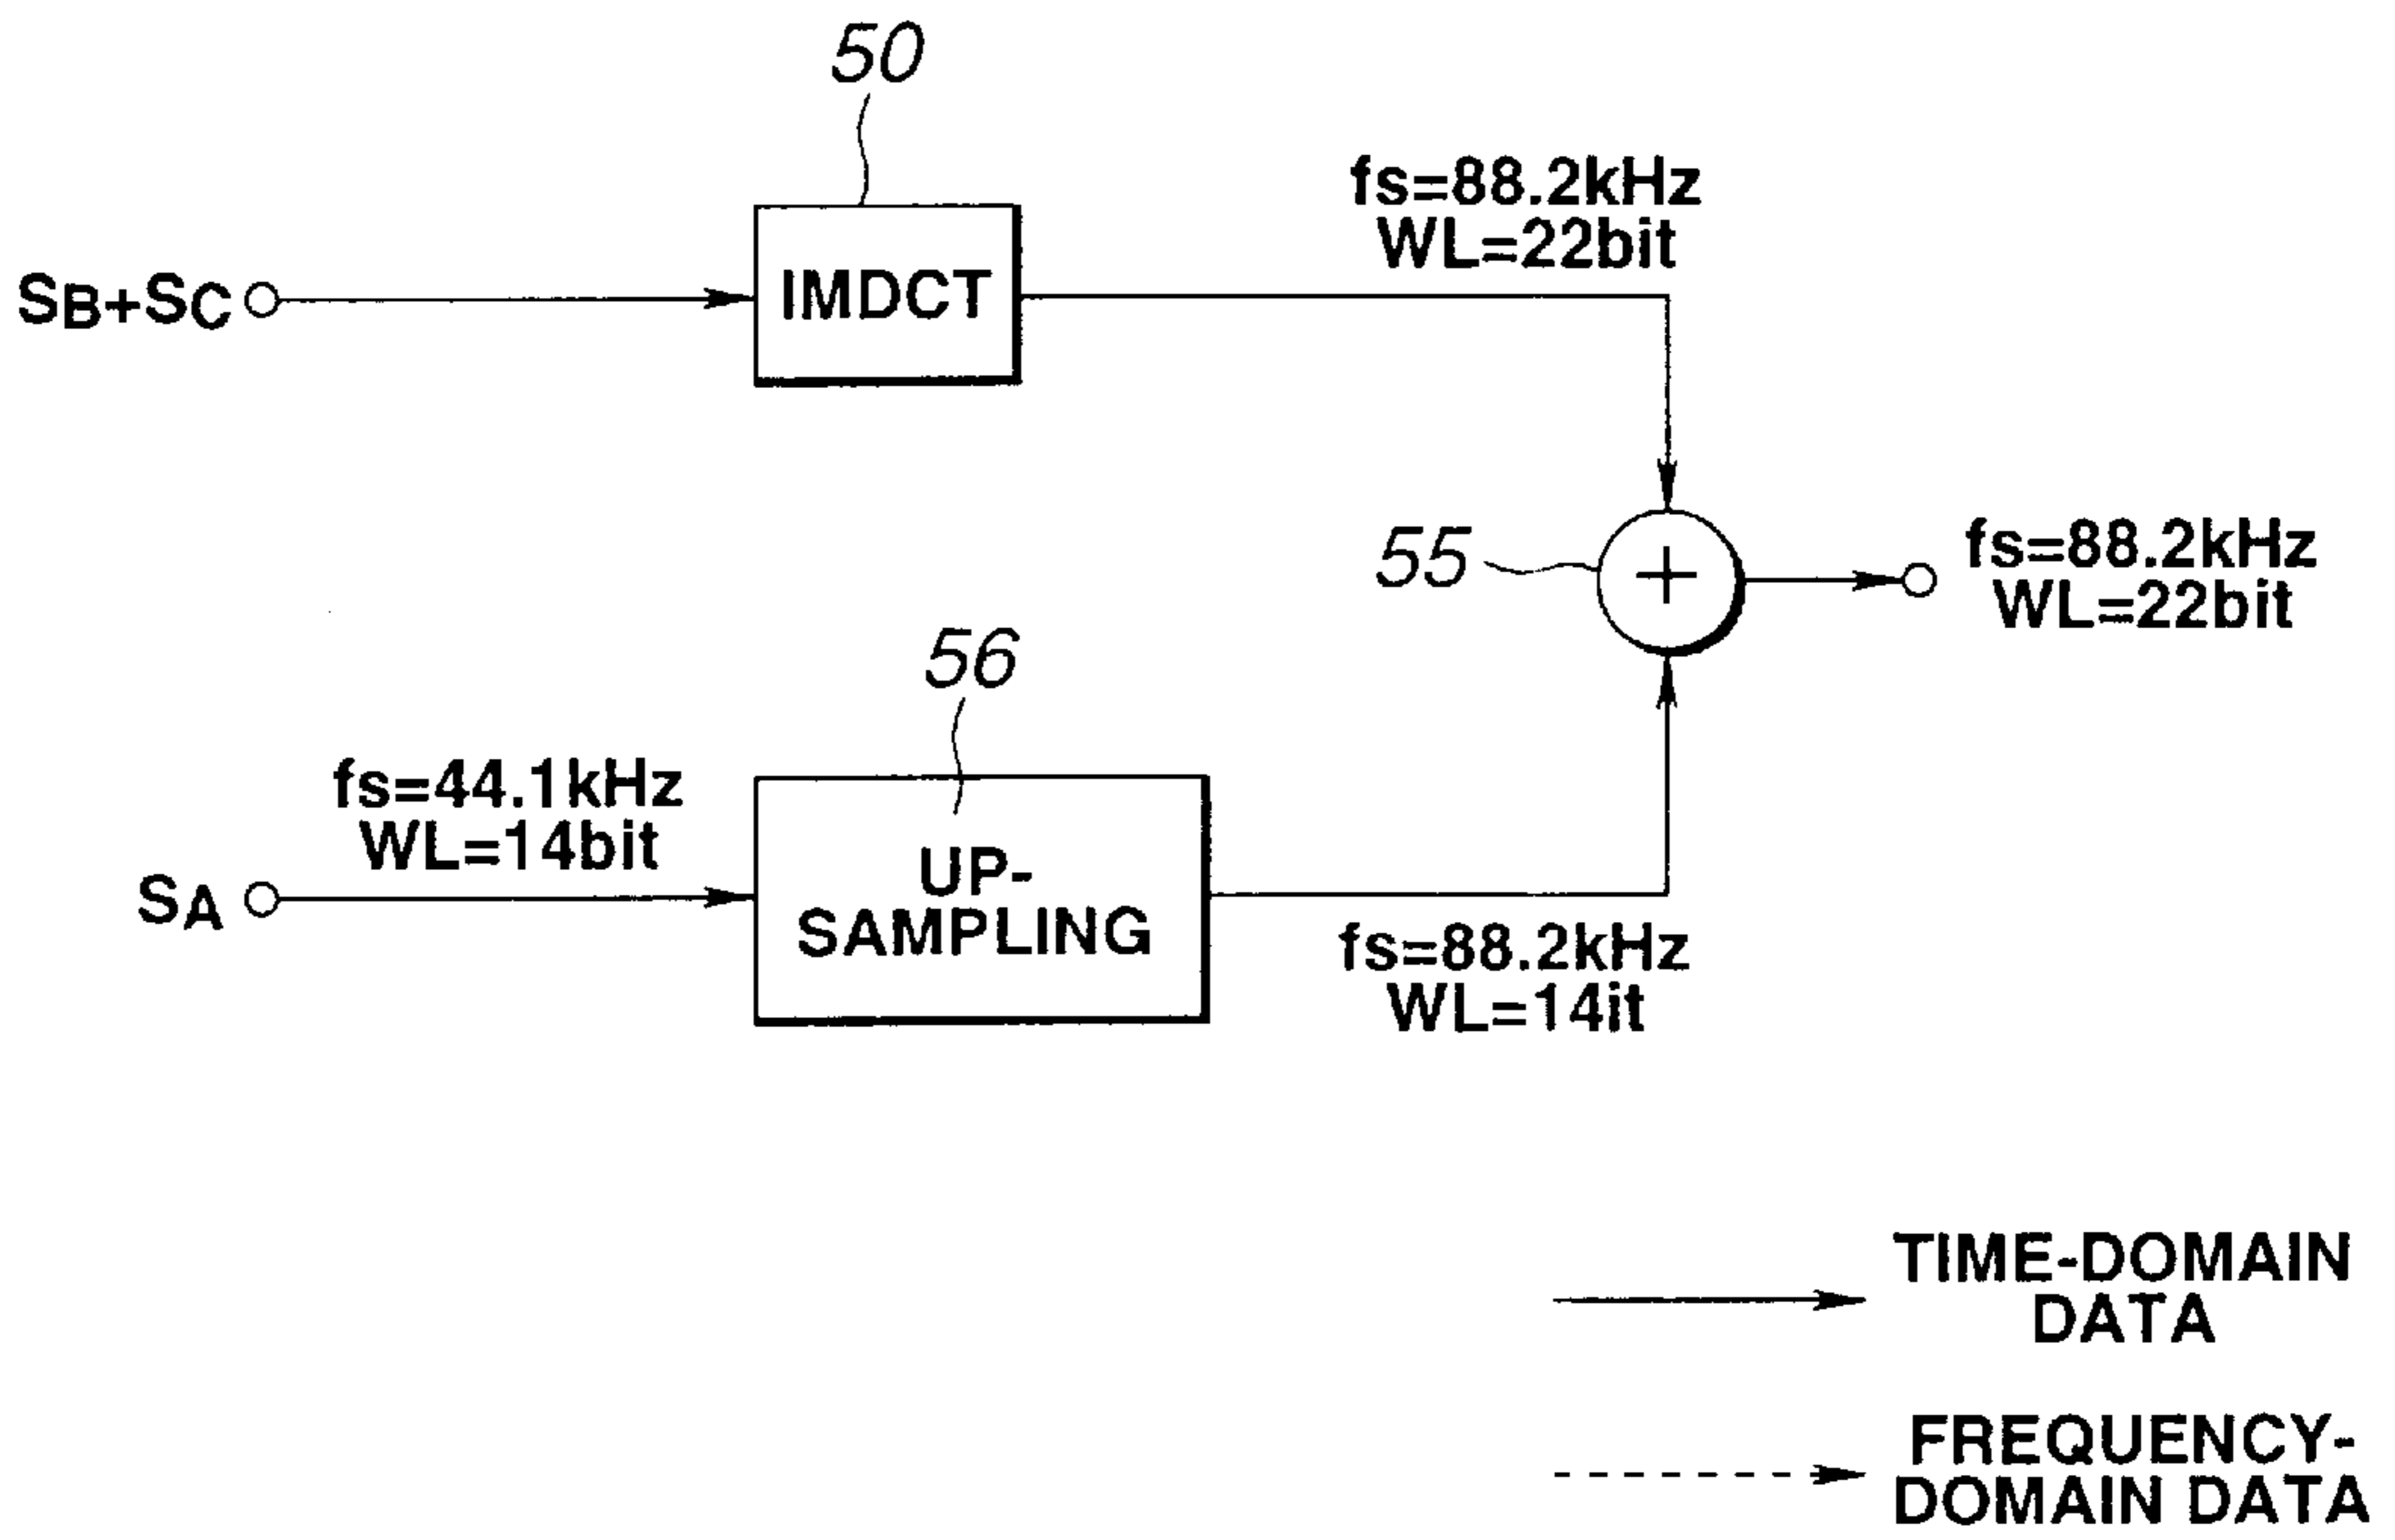 50
fs=88.2kHz
WL=22bit
SB+SC
IMDCT
55
+
fs=88.2kHz
WL=22bit
56
fs=44.1kHz
WL=14bit
SA
UP-
SAMPLING
fs=88.2kHz
WL=14it
TIME-DOMAIN
DATA
FREQUENCY-
DOMAIN DATA